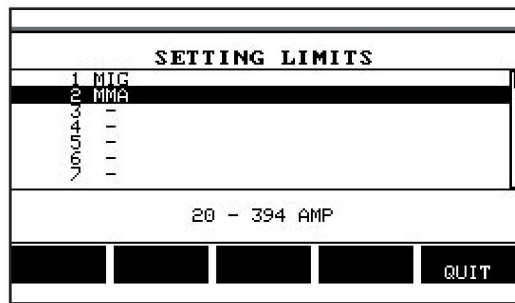 SETTING LIMITS
1 MIG
2 MMA
3 -
4 -
5 -
6 -
7 -
20 - 394 AMP
QUIT